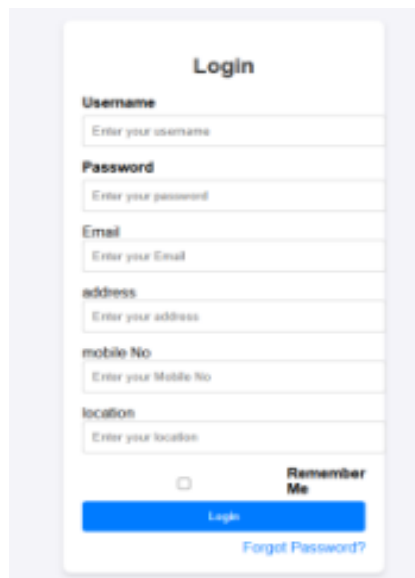 Login
Username
Enter your username
Password
Enter your password
Email
Enter your Email
address
Enter your address
mobile No
Enter your Mobile No
location
Enter your location
Remember
Me
Login
Forgot Password?